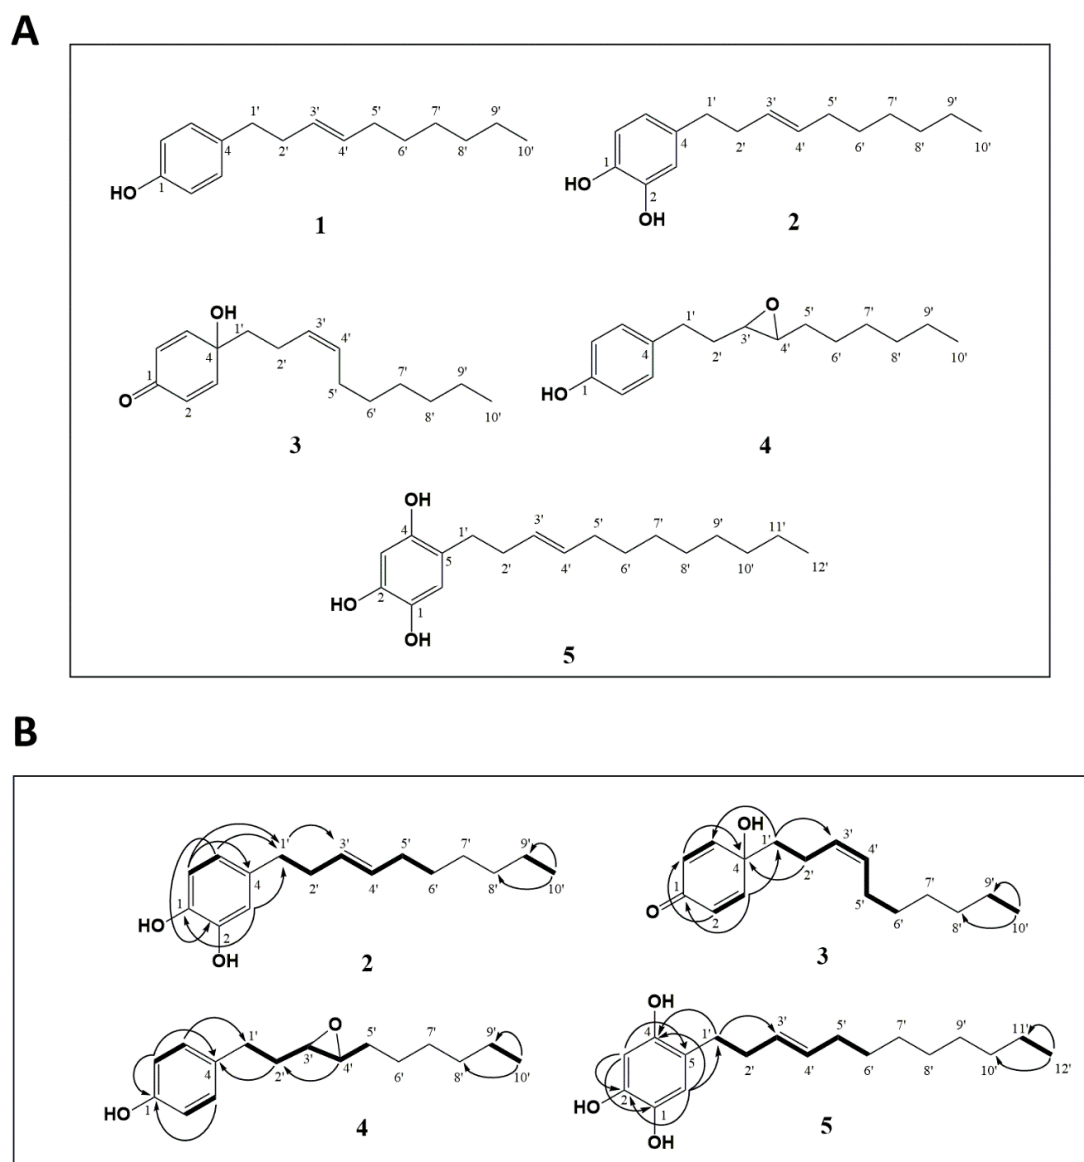 A
1' 3' 5' 7' 9'
4 2' 4' 6' 8' 10'
1
HO
1
1' 3' 5' 7' 9'
4 2' 4' 6' 8' 10'
1
HO 2
OH
2
OH
1' 3'
4 2' 4'
1 5' 7' 9'
O 2 6' 8' 10'
3
O
1' 5' 7' 9'
4 2' 3' 4' 6' 8' 10'
HO 1
4
OH
4 1' 3' 5' 7' 9' 11'
5 2' 4' 6' 8' 10' 12'
HO 2 1
OH
5
B
1' 3' 5' 7' 9'
4 2' 4' 6' 8' 10'
1
HO 2
OH
2
OH 1' 3'
4 2' 4'
1 5' 7' 9'
O 2 6' 8' 10'
3
O
1' 5' 7' 9'
4 2' 3' 4' 6' 8' 10'
HO 1
4
OH
4 1' 3' 5' 7' 9' 11'
5 2' 4' 6' 8' 10' 12'
HO 2 1
OH
5